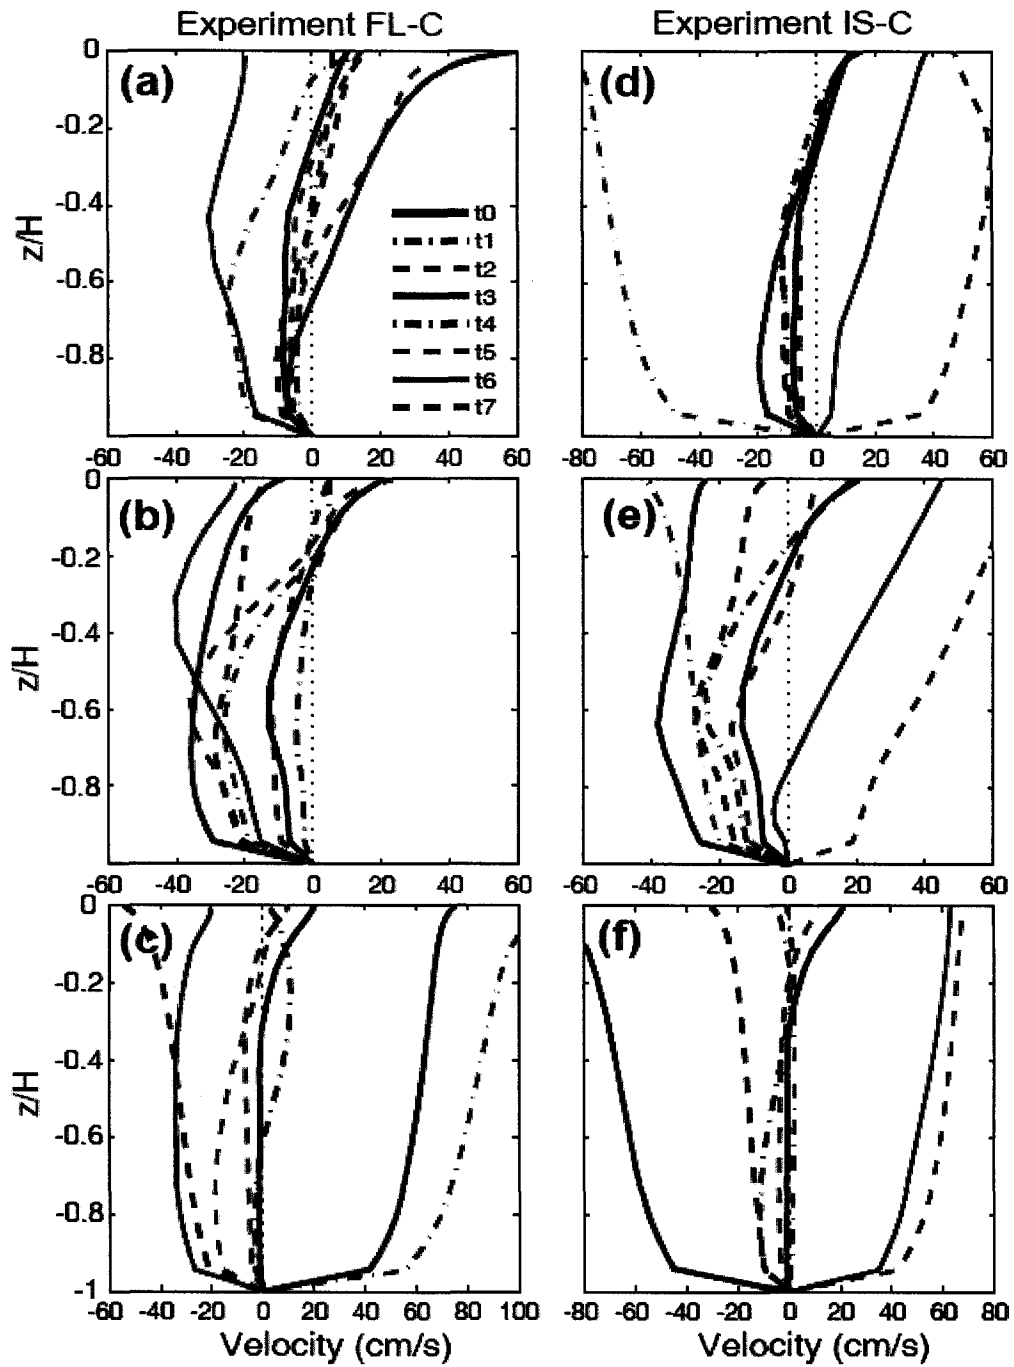 Experiment FL-C Experiment IS-C
0 (a) (d)
-0.2
z/H -0.4
-0.6
-0.8
t0
t1
t2
t3
t4
t5
t6
t7
-60 -40 -20 0 20 40 60 -80 -60 -40 -20 0 20 40 60
0 (b) (e)
-0.2
z/H -0.4
-0.6
-0.8
-60 -40 -20 0 20 40 60 -60 -40 -20 0 20 40 60
0 (c) (f)
-0.2
z/H -0.4
-0.6
-0.8
-1
-60 -40 -20 0 20 40 60 80 100 -80 -60 -40 -20 0 20 40 60 80
Velocity (cm/s) Velocity (cm/s)